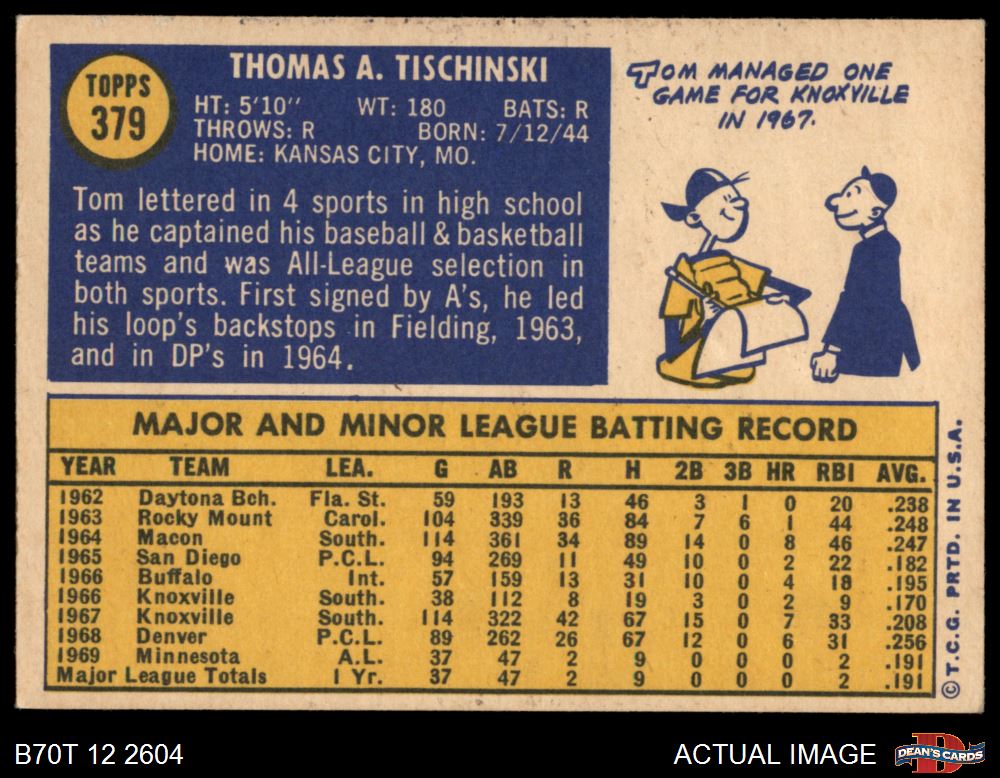 TOPPS
379
THOMAS A. TISCHINSKI
HT: 5'10" WT: 180 BATS: R
THROWS: R BORN: 7/12/44
HOME: KANSAS CITY, MO.
Tom lettered in 4 sports in high school
as he captained his baseball & basketball
teams and was All-League selection in
both sports. First signed by A's, he led
his loop's backstops in Fielding, 1963,
and in DP's in 1964.
TOM MANAGED ONE
GAME FOR KNOXVILLE
IN 1967.
MAJOR AND MINOR LEAGUE BATTING RECORD
YEAR TEAM LEA. G AB R H 2B 3B HR RBI AVG.
1962 Daytona Bch. Fla. St. 59 193 13 46 3 1 0 20 .238
1963 Rocky Mount Carol. 104 339 36 84 7 6 1 44 .248
1964 Macon South. 114 361 34 89 14 0 8 46 .247
1965 San Diego P.C.L. 94 269 11 49 10 0 2 22 .182
1966 Buffalo Int. 57 159 13 31 10 0 4 18 .195
1966 Knoxville South. 38 112 8 19 3 0 2 9 .170
1967 Knoxville South. 114 322 42 67 15 0 7 33 .208
1968 Denver P.C.L. 89 262 26 67 12 0 6 31 .256
1969 Minnesota A.L. 37 47 2 9 0 0 0 2 .191
Major League Totals 1 Yr. 37 47 2 9 0 0 0 2 .191
© T.C.G. PRTD. IN U.S.A.
B70T 12 2604
ACTUAL IMAGE
DEAN'S CARDS